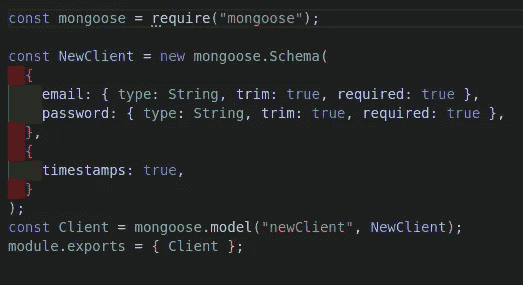 const mongoose = require("mongoose");
const NewClient = new mongoose.Schema(
{
email: { type: String, trim: true, required: true },
password: { type: String, trim: true, required: true },
},
{
timestamps: true,
}
);
const Client = mongoose.model("newClient", NewClient);
module.exports = { Client };